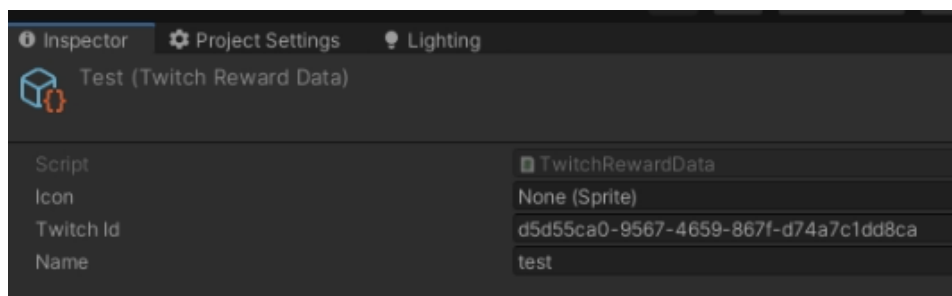 Inspector Project Settings Lighting
Test (Twitch Reward Data)
Script TwitchRewardData
Icon None (Sprite)
Twitch Id d5d55ca0-9567-4659-867f-d74a7c1dd8ca
Name test